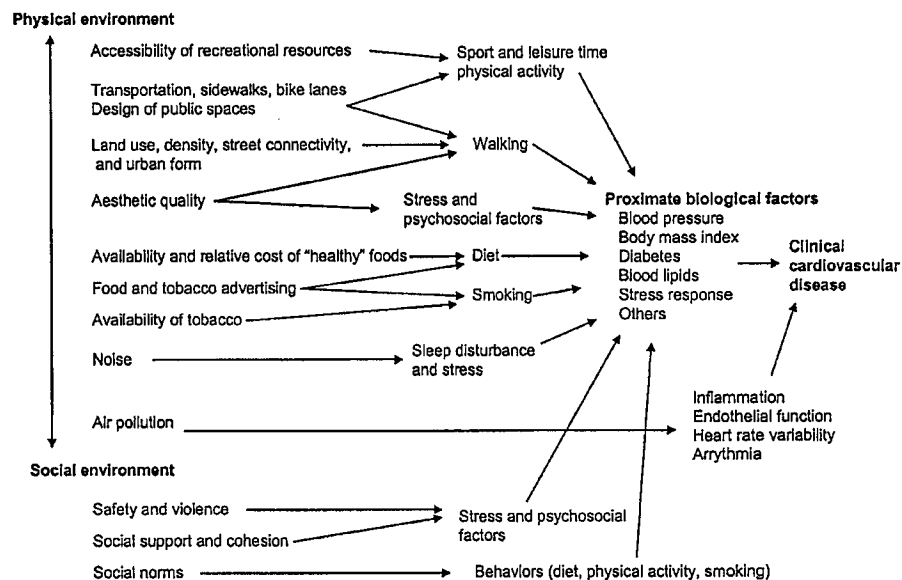 Physical environment
Accessibility of recreational resources
Sport and leisure time
physical activity
Transportation, sidewalks, bike lanes
Design of public spaces
Land use, density, street connectivity,
and urban form
Walking
Aesthetic quality
Stress and
psychosocial factors
Proximate biological factors
Blood pressure
Body mass index
Diabetes
Blood lipids
Stress response
Others
Clinical
cardiovascular
disease
Availability and relative cost of "healthy" foods
Diet
Food and tobacco advertising
Smoking
Availability of tobacco
Noise
Sleep disturbance
and stress
Air pollution
Inflammation
Endothelial function
Heart rate variability
Arrythmia
Social environment
Safety and violence
Social support and cohesion
Stress and psychosocial
factors
Social norms
Behaviors (diet, physical activity, smoking)